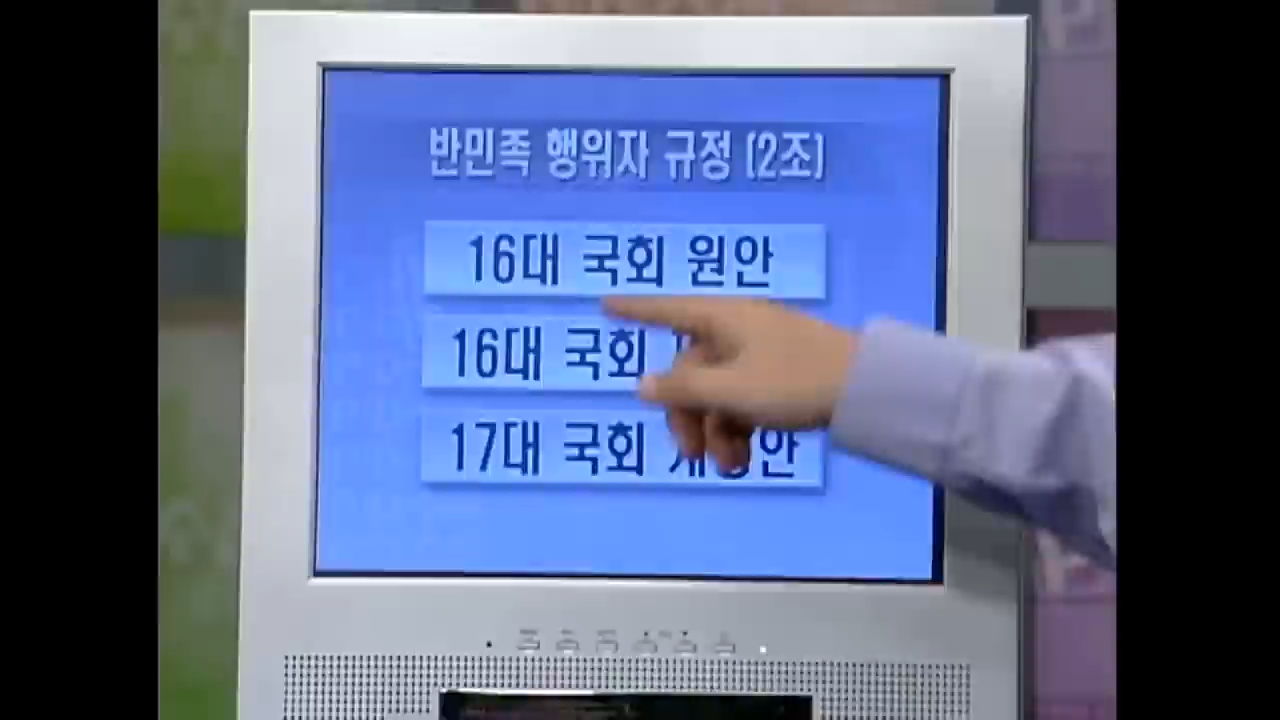 반민족 행위자 규정 (2조)
16대 국회 원안
16대 국회
17대 국회